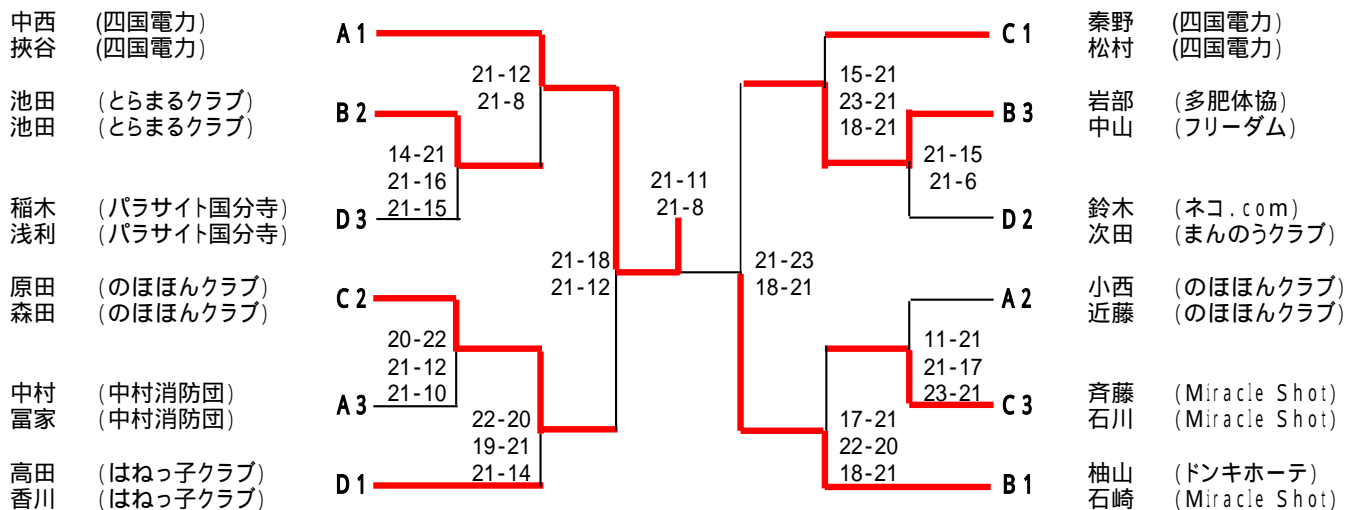 中西 (四国電力)
挾谷 (四国電力)
A1
池田 (とらまるクラブ)
池田 (とらまるクラブ)
B2
稲木 (パラサイト国分寺)
浅利 (パラサイト国分寺)
D3
原田 (のほほんクラブ)
森田 (のほほんクラブ)
C2
中村 (中村消防団)
冨家 (中村消防団)
A3
高田 (はねっ子クラブ)
香川 (はねっ子クラブ)
D1
21-12
21-8
14-21
21-16
21-15
20-22
21-12
21-10
22-20
19-21
21-14
21-18
21-12
21-11
21-8
21-23
18-21
15-21
23-21
18-21
21-15
21-6
11-21
21-17
23-21
17-21
22-20
18-21
C1
秦野 (四国電力)
松村 (四国電力)
B3
岩部 (多肥体協)
中山 (フリーダム)
D2
鈴木 (ネコ.com)
次田 (まんのうクラブ)
A2
小西 (のほほんクラブ)
近藤 (のほほんクラブ)
C3
斉藤 (Miracle Shot)
石川 (Miracle Shot)
B1
柚山 (ドンキホーテ)
石崎 (Miracle Shot)